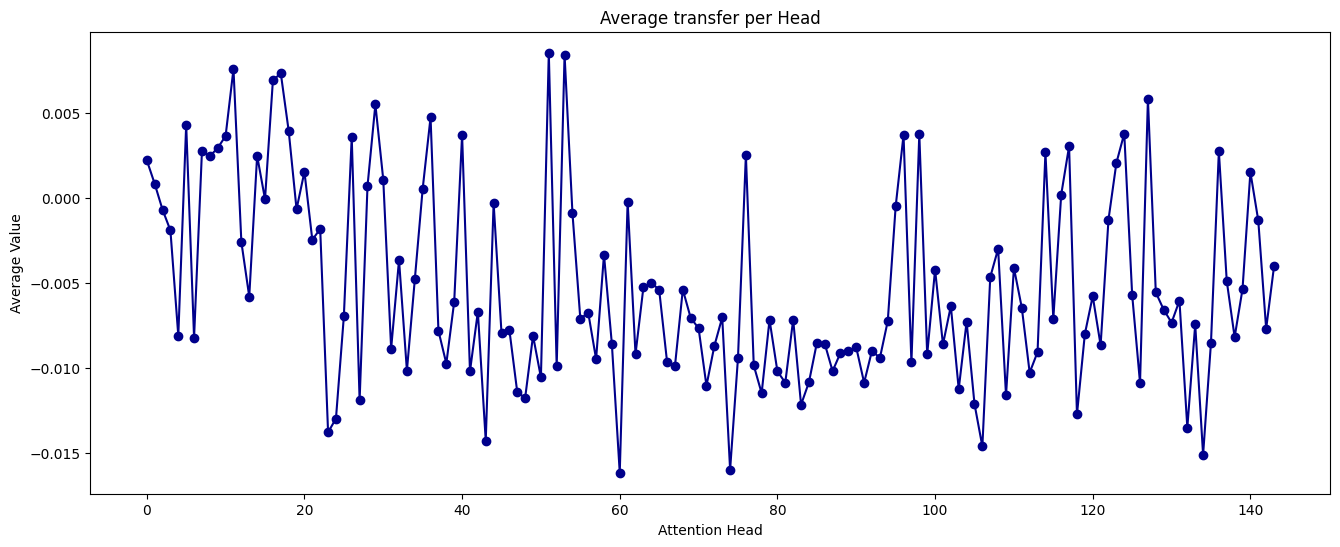 Average transfer per Head
Average Value
0.005
0.000
−0.005
−0.010
−0.015
0 20 40 60 80 100 120 140
Attention Head